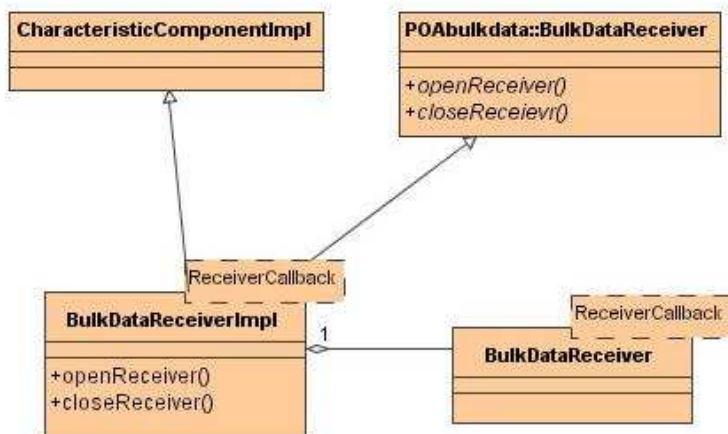 CharacteristicComponentImpl
POAbulkdata::BulkDataReceiver
+openReceiver()
+closeReceievr()
ReceiverCallback
BulkDataReceiverImpl
+openReceiver()
+closeReceiver()
1
ReceiverCallback
BulkDataReceiver